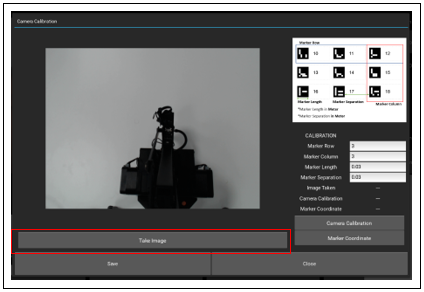 Camera Calibration
Marker Row
10 11 12
13 14 15
16 17 18
Marker Length Marker Separation Marker Column
*Marker Length in Meter
*Marker Separation in Meter
CALIBRATION
Marker Row 3
Marker Column 3
Marker Length 0.03
Marker Separation 0.03
Image Taken --
Camera Calibration --
Marker Coordinate --
Camera Calibration
Take Image
Marker Coordinate
Save Close